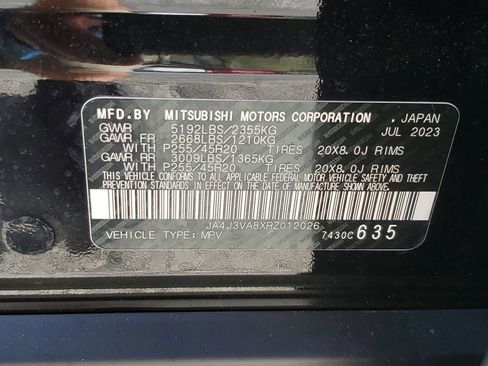 MFD.BY MITSUBISHI MOTORS CORPORATION , JAPAN
GVWR 5192LBS/2355KG JUL 2023
GAWR FR 2668LBS/1210KG
WITH P255/45R20 TIRES 20X8.0J RIMS
GAWR RR 3009LBS/1365KG
WITH P255/45R20 TIRES 20X8.0J RIMS
THIS VEHICLE CONFORMS TO ALL APPLICABLE FEDERAL
MOTOR VEHICLE SAFETY AND THEFT PREVENTION
STANDARDS IN EFFECT ON THE DATE OF MANUFACTURE
SHOWN ABOVE. JA4J3VA8XRZ012026
VEHICLE TYPE: MPV 7430C 635